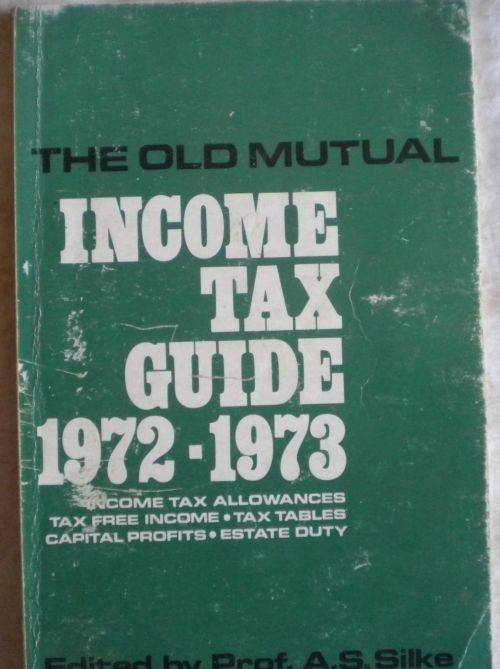 THE OLD MUTUAL
INCOME
TAX
GUIDE
1972-1973
INCOME TAX ALLOWANCES
TAX FREE INCOME • TAX TABLES
CAPITAL PROFITS • ESTATE DUTY
Edited by Prof. A.S. Silke